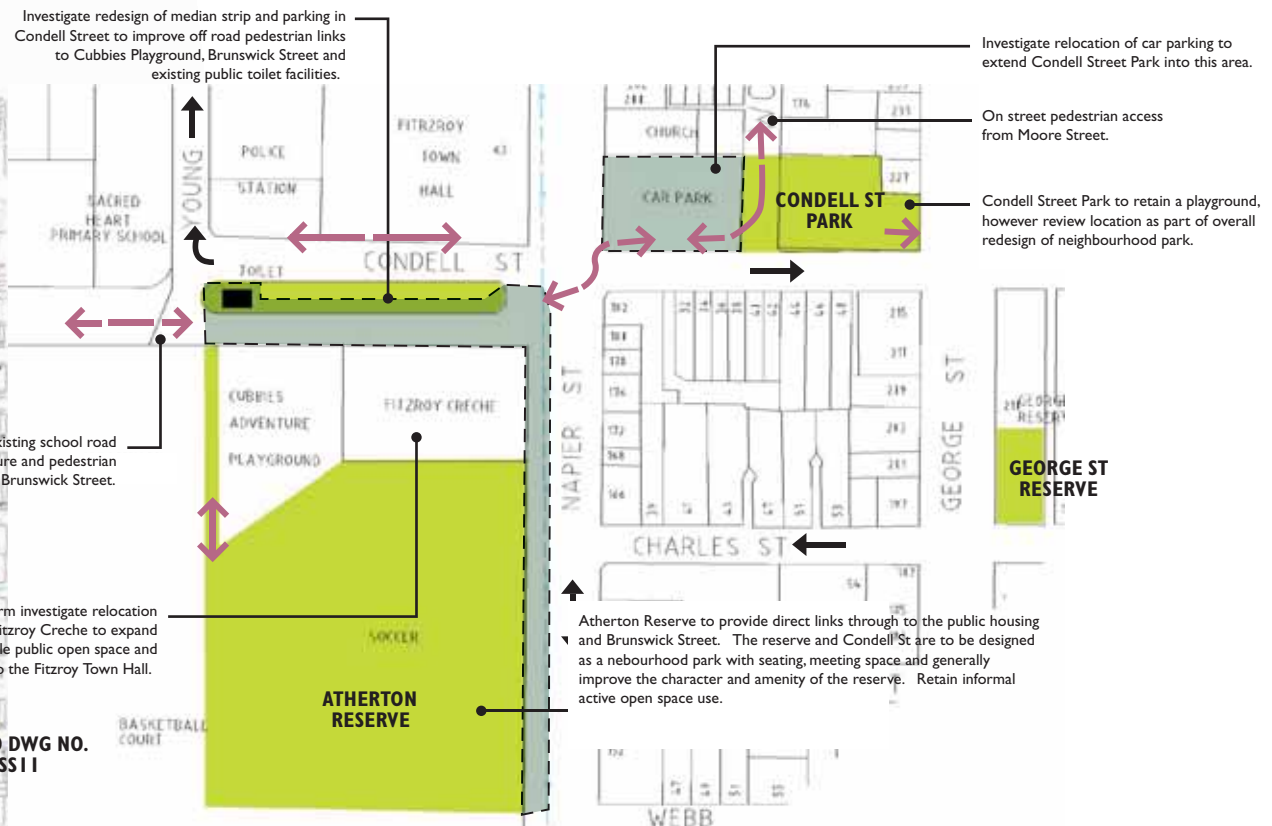 Investigate redesign of median strip and parking in
Condell Street to improve off road pedestrian links
to Cubbies Playground, Brunswick Street and
existing public toilet facilities.
Investigate relocation of car parking to
extend Condell Street Park into this area.
On street pedestrian access
from Moore Street.
Condell Street Park to retain a playground,
however review location as part of overall
redesign of neighbourhood park.
YOUNG
POLICE
STATION
FITRZROY
TOWN
HALL
SACRED
HEART
PRIMARY SCHOOL
TOILET
CONDELL ST
CHURCH
CAR PARK
CONDELL ST
PARK
176
233
227
CUBBIES
ADVENTURE
PLAYGROUND
FITZROY CRECHE
NAPIER ST
GEORGE ST
GEORGE ST
RESERVE
CHARLES ST
xisting school road
ure and pedestrian
Brunswick Street.
rm investigate relocation
itzroy Creche to expand
le public open space and
o the Fitzroy Town Hall.
SOCCER
ATHERTON
RESERVE
BASKETBALL
COURT
DWG NO.
SS11
Atherton Reserve to provide direct links through to the public housing
and Brunswick Street. The reserve and Condell St are to be designed
as a nebourhood park with seating, meeting space and generally
improve the character and amenity of the reserve. Retain informal
active open space use.
WEBB